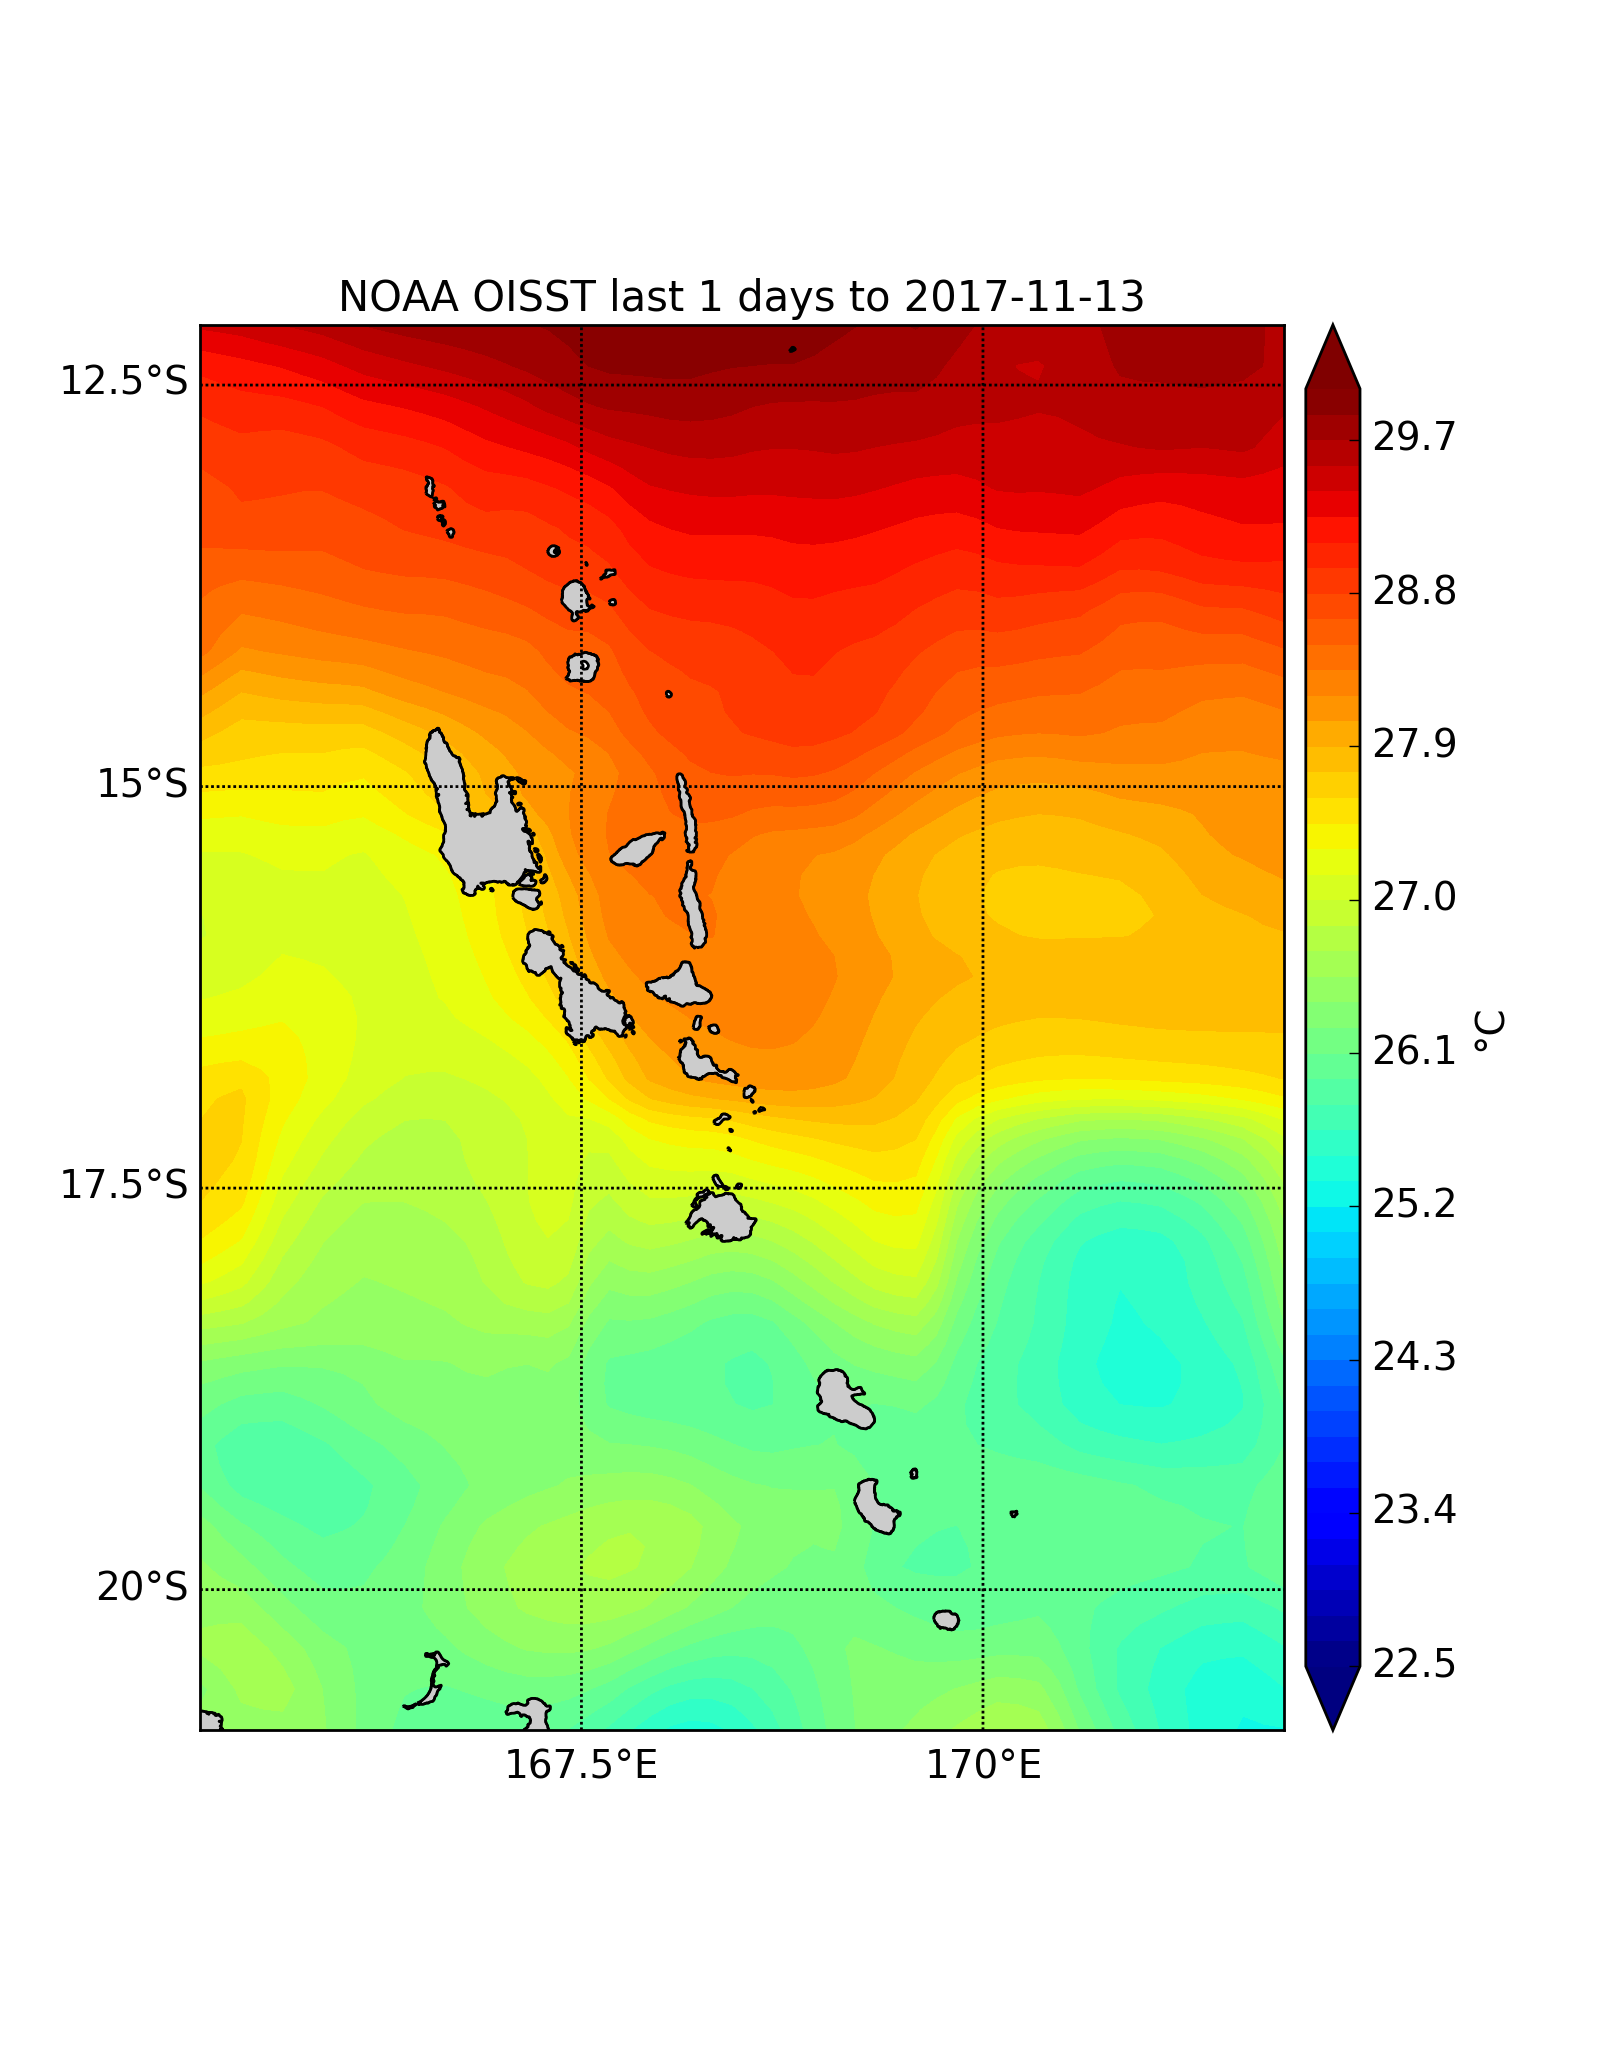 NOAA OISST last 1 days to 2017-11-13
12.5°S
15°S
17.5°S
20°S
167.5°E
170°E
29.7
28.8
27.9
27.0
26.1
25.2
24.3
23.4
22.5
°C